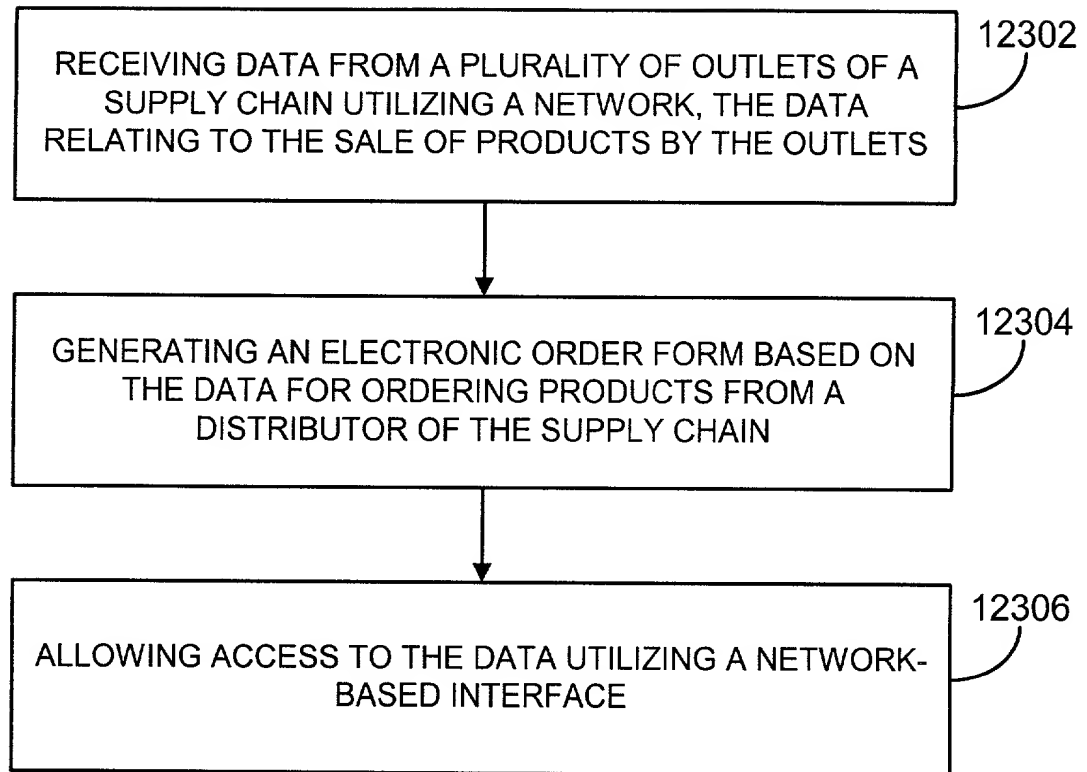 12302
RECEIVING DATA FROM A PLURALITY OF OUTLETS OF A
SUPPLY CHAIN UTILIZING A NETWORK, THE DATA
RELATING TO THE SALE OF PRODUCTS BY THE OUTLETS
12304
GENERATING AN ELECTRONIC ORDER FORM BASED ON
THE DATA FOR ORDERING PRODUCTS FROM A
DISTRIBUTOR OF THE SUPPLY CHAIN
12306
ALLOWING ACCESS TO THE DATA UTILIZING A NETWORK-
BASED INTERFACE